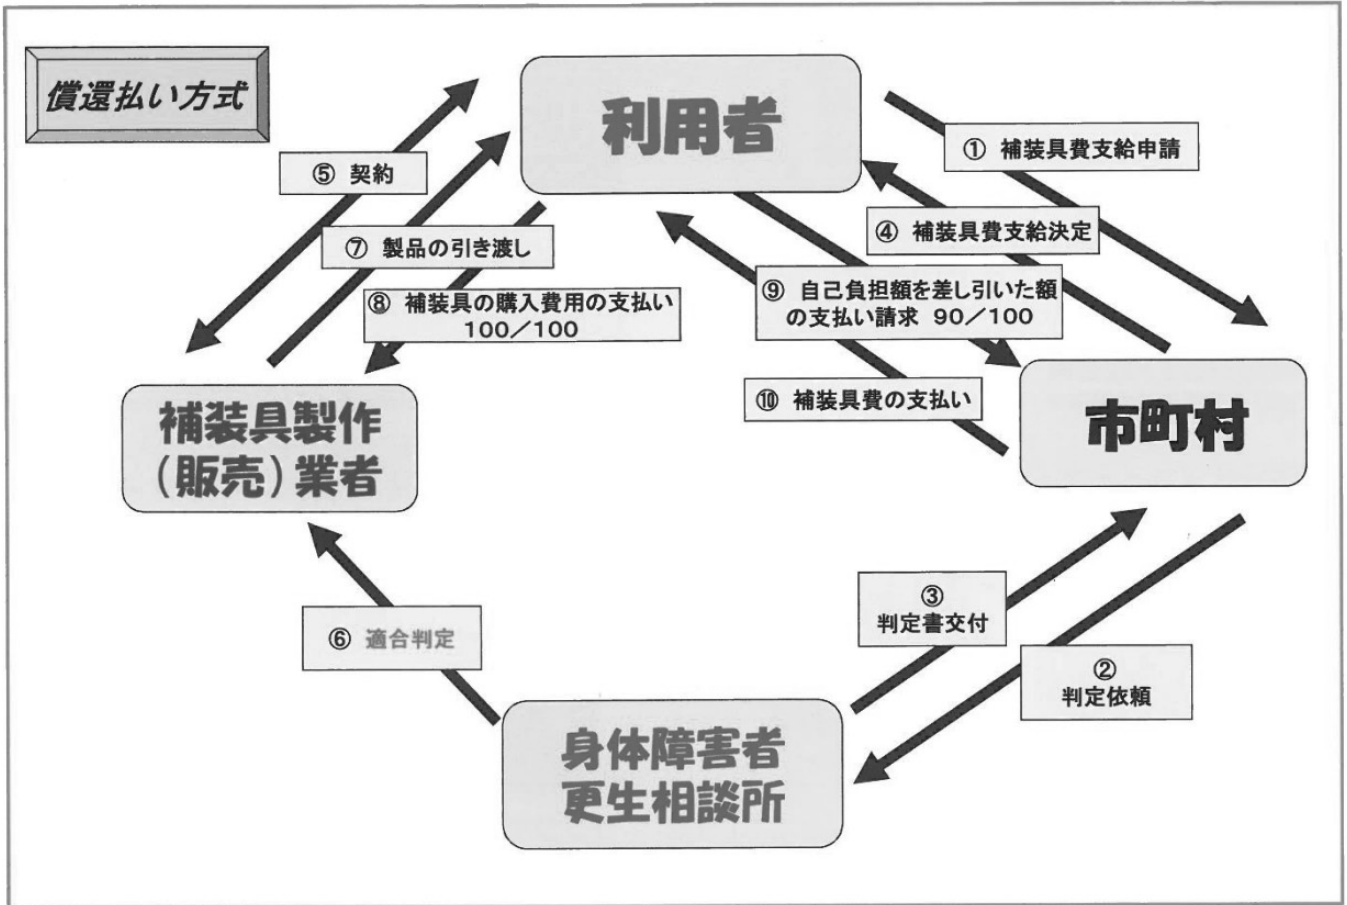 償還払い方式
利用者
① 補装具費支給申請
⑤ 契約
④ 補装具費支給決定
⑦ 製品の引き渡し
⑨ 自己負担額を差し引いた額
の支払い請求 90/100
⑧ 補装具の購入費用の支払い
100/100
⑩ 補装具費の支払い
補装具製作
(販売)業者
市町村
③
判定書交付
⑥ 適合判定
②
判定依頼
身体障害者
更生相談所